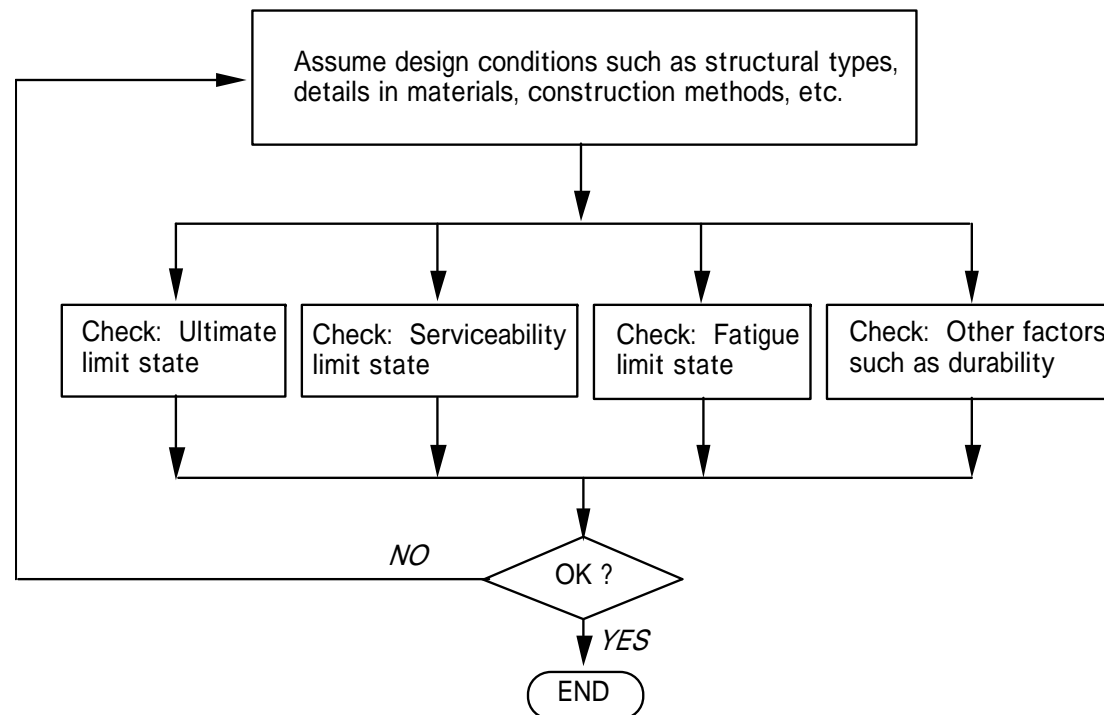 Assume design conditions such as structural types,
details in materials, construction methods, etc.
Check: Ultimate
limit state
Check: Serviceability
limit state
Check: Fatigue
limit state
Check: Other factors
such as durability
NO
OK ?
YES
END